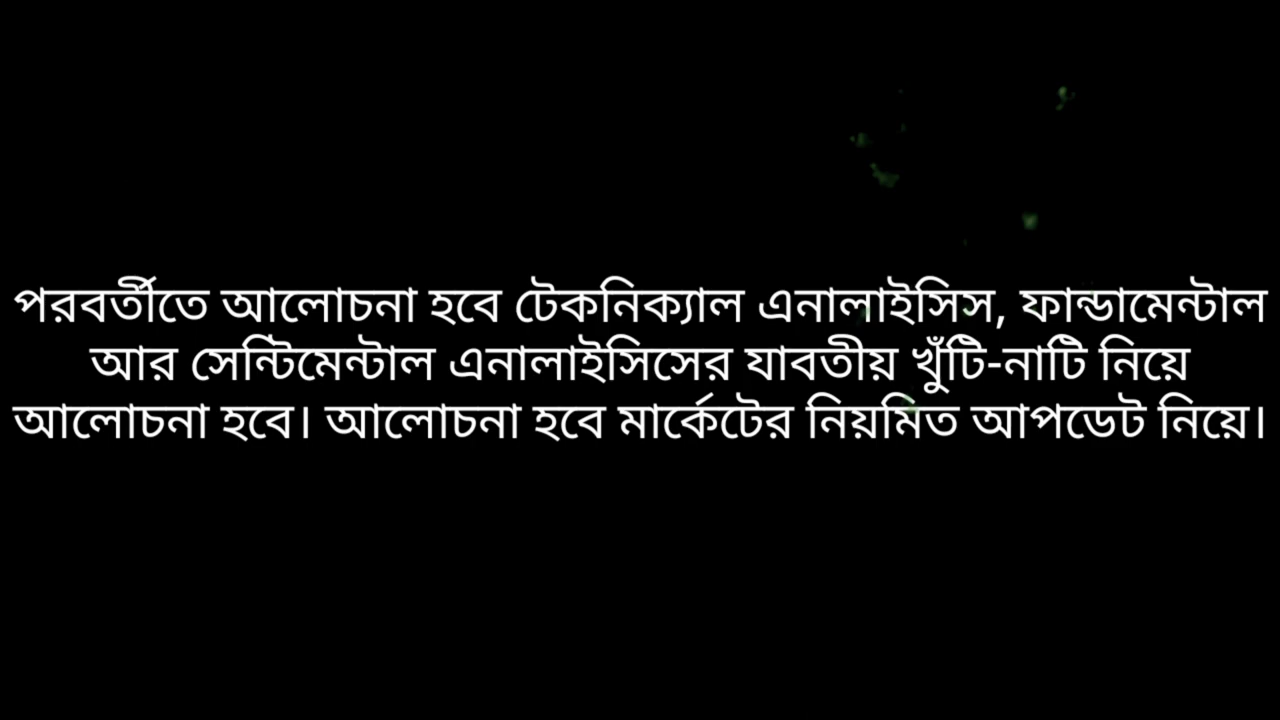 পরবর্তীতে আলোচনা হবে টেকনিক্যাল এনালাইসিস, ফান্ডামেন্টাল
আর সেন্টিমেন্টাল এনালাইসিসের যাবতীয় খুঁটি-নাটি নিয়ে
আলোচনা হবে। আলোচনা হবে মার্কেটের নিয়মিত আপডেট নিয়ে।